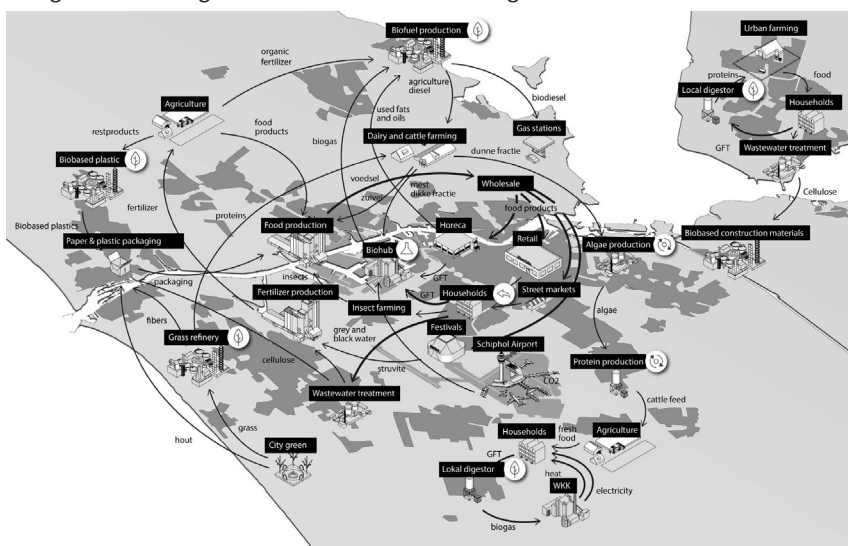 Biofuel production
organic
fertilizer
agriculture
diesel
used fats
and oils
biogas
biodiesel
Gas stations
Agriculture
food
products
restproducts
Biobased plastic
Dairy and cattle farming
dunne fractie
voedsel
zuivel
mest
dikke fractie
Wholesale
food products
fertilizer
proteins
Biobased plastics
Paper & plastic packaging
packaging
Food production
Biohub
Horeca
Retail
Algae production
insects
GFT
GFT
Fertilizer production
Insect farming
Households
Street markets
algae
fibers
Grass refinery
grey and
black water
Festivals
Schiphol Airport
CO2
struvite
cellulose
Wastewater treatment
Protein production
cattle feed
hout
grass
City green
Households
fresh
food
Agriculture
GFT
Lokal digestor
heat
WKK
electricity
biogas
Urban farming
proteins
food
Local digestor
Households
GFT
Wastewater treatment
Cellulose
Biobased construction materials